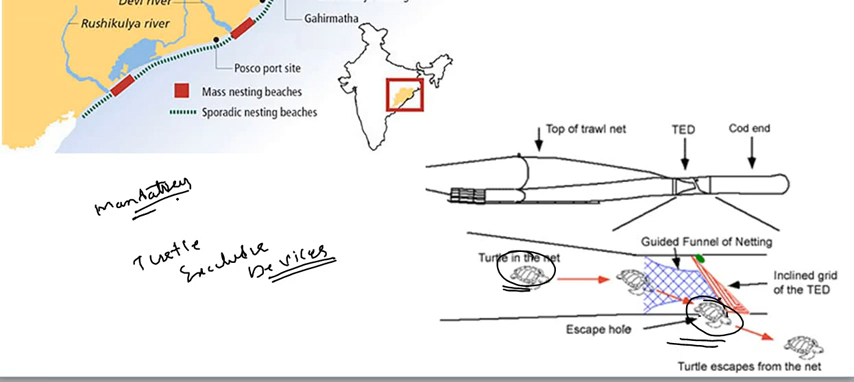 Devi river
Rushikulya river
Gahirmatha
Posco port site
Mass nesting beaches
Sporadic nesting beaches
Mandatory
Turtle
Excluder
Devices
Top of trawl net
TED
Cod end
Guided Funnel of Netting
Turtle in the net
Inclined grid
of the TED
Escape hole
Turtle escapes from the net